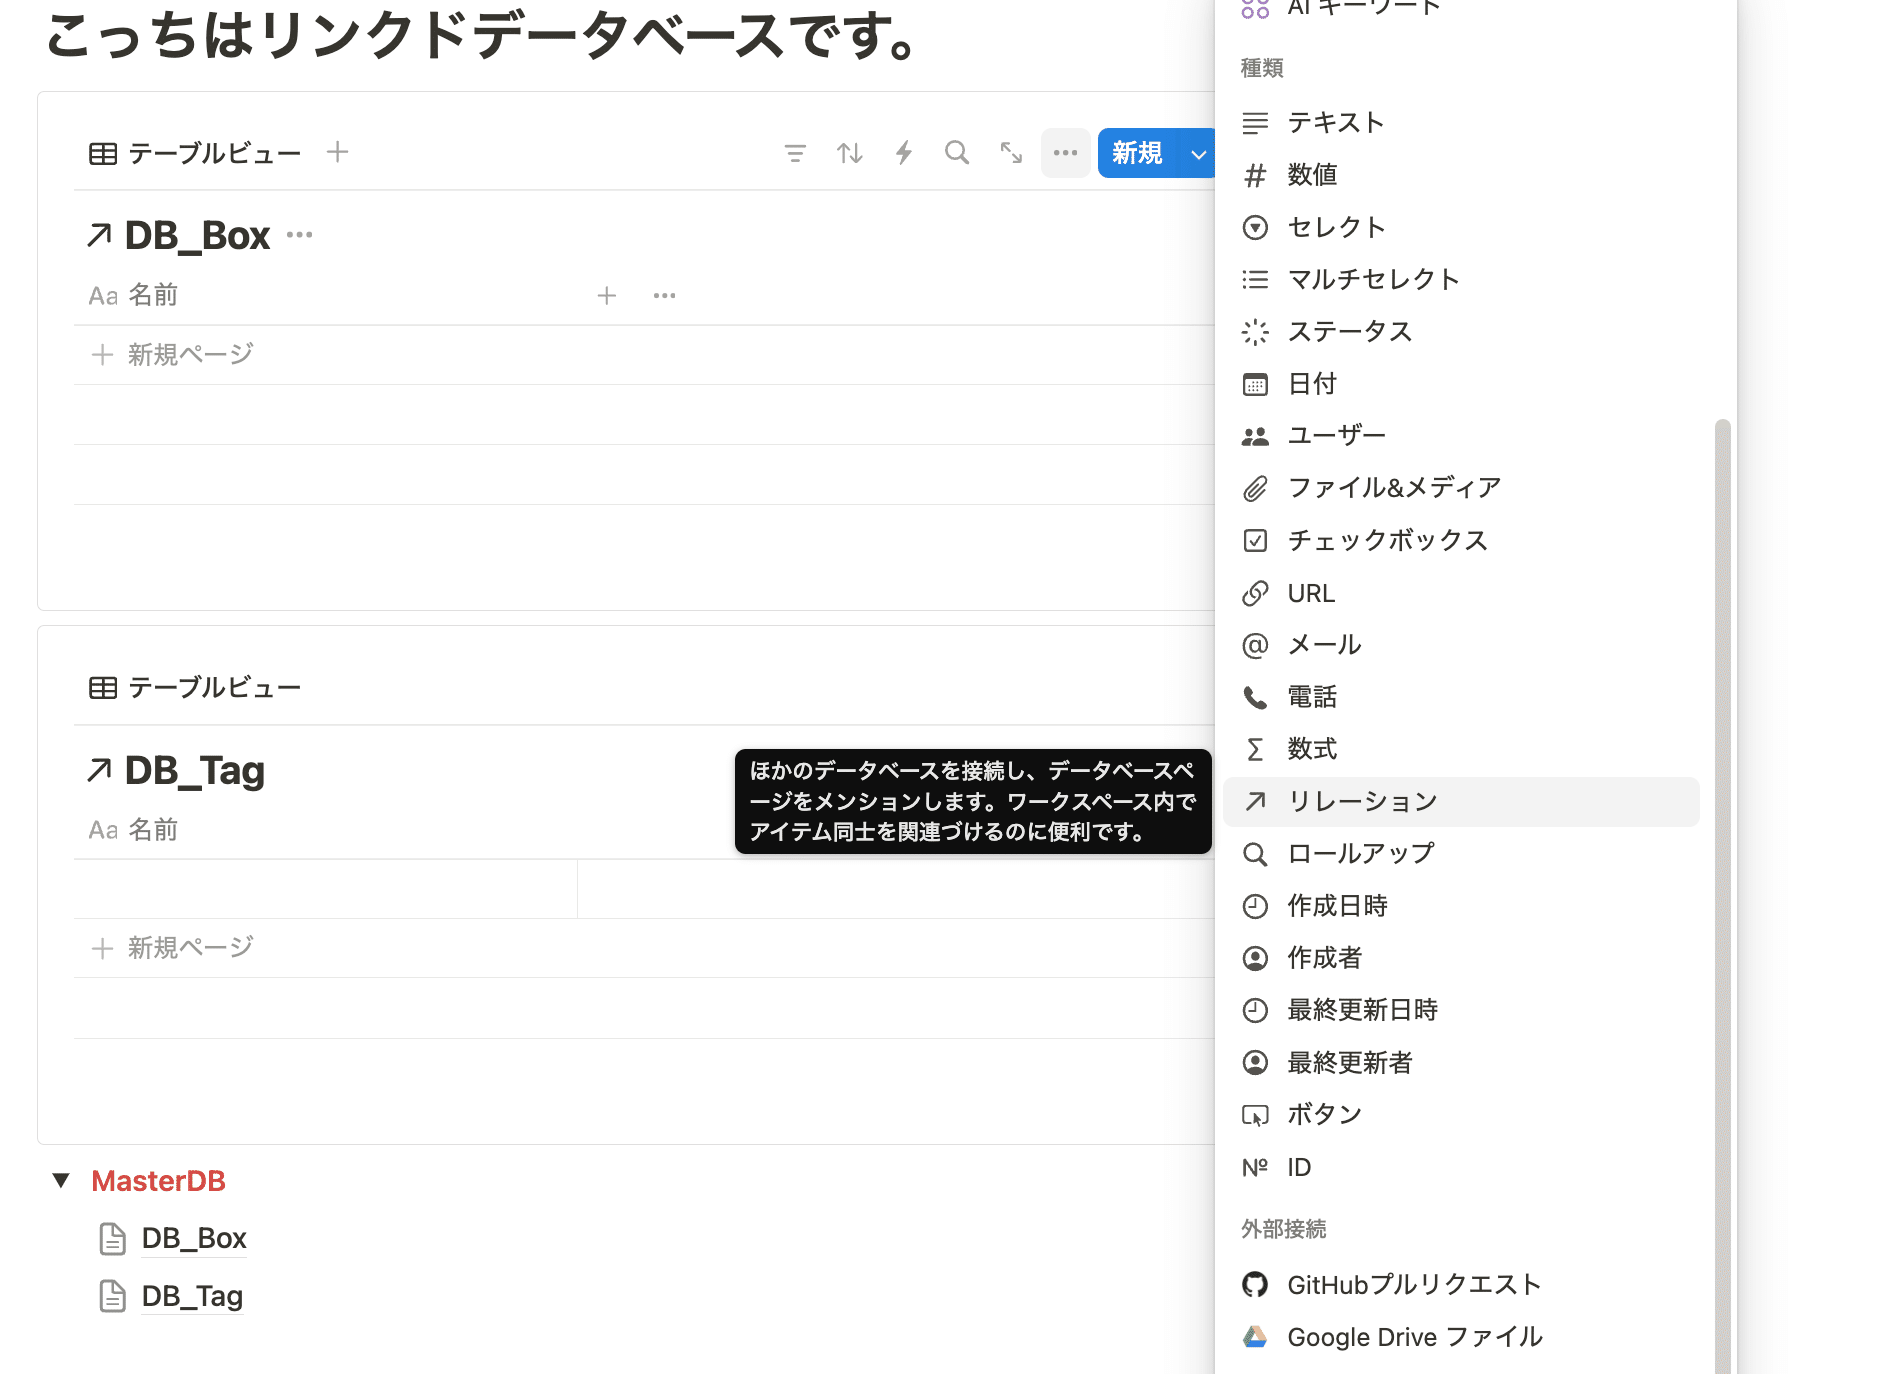 こっちはリンクドデータベースです。
テーブルビュー
新規
DB_Box
Aa 名前
新規ページ
テーブルビュー
DB_Tag
Aa 名前
新規ページ
ほかのデータベースを接続し、データベースペ
ージをメンションします。ワークスペース内で
アイテム同士を関連づけるのに便利です。
MasterDB
DB_Box
DB_Tag
AI キーワード
種類
テキスト
数値
セレクト
マルチセレクト
ステータス
日付
ユーザー
ファイル&メディア
チェックボックス
URL
メール
電話
数式
リレーション
ロールアップ
作成日時
作成者
最終更新日時
最終更新者
ボタン
Nº ID
外部接続
GitHubプルリクエスト
Google Drive ファイル